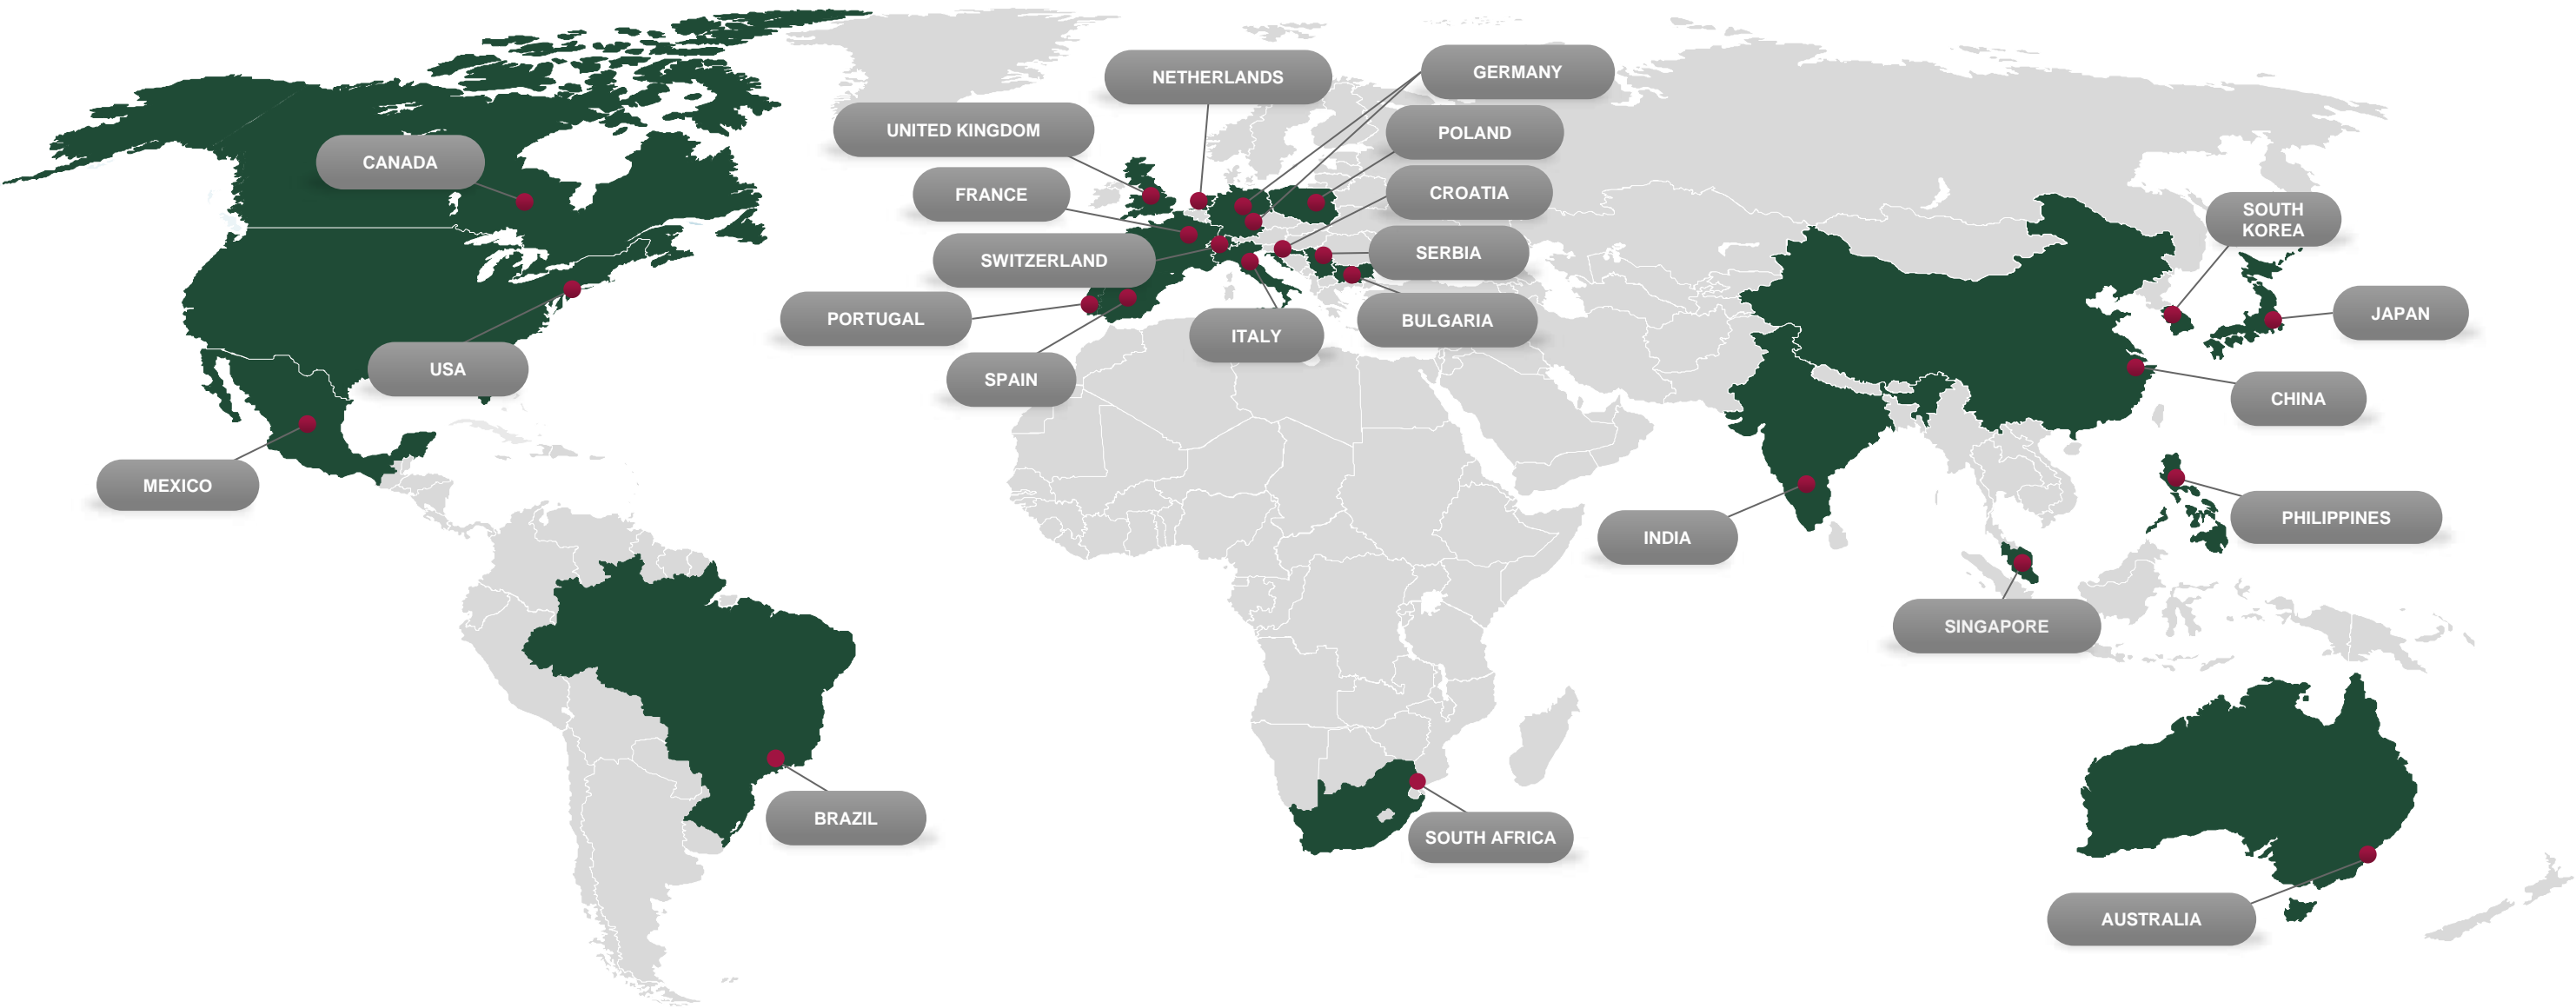 NETHERLANDS
GERMANY
UNITED KINGDOM
POLAND
CANADA
FRANCE
CROATIA
SOUTH
KOREA
SWITZERLAND
SERBIA
PORTUGAL
ITALY
BULGARIA
JAPAN
USA
SPAIN
CHINA
MEXICO
PHILIPPINES
INDIA
SINGAPORE
BRAZIL
SOUTH AFRICA
AUSTRALIA